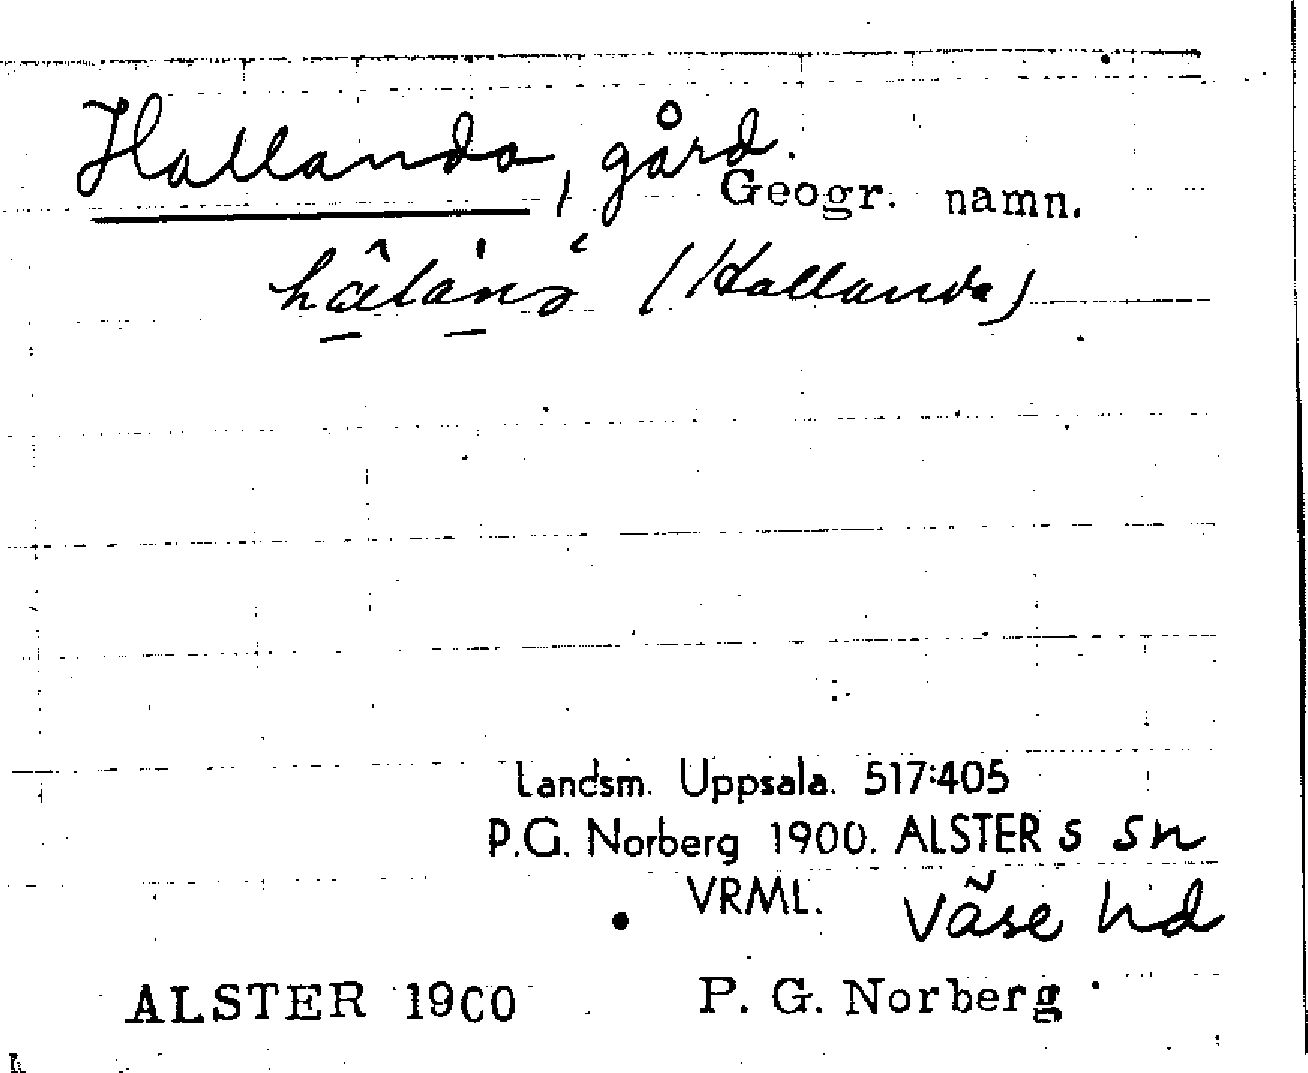 Hallanda, gård.
Geogr. namn.
(Hallanda)
Landsm. Uppsala. 517:405
P.G. Norberg 1900. ALSTER s sn
VRML. Väse hd
ALSTER 1900 P. G. Norberg